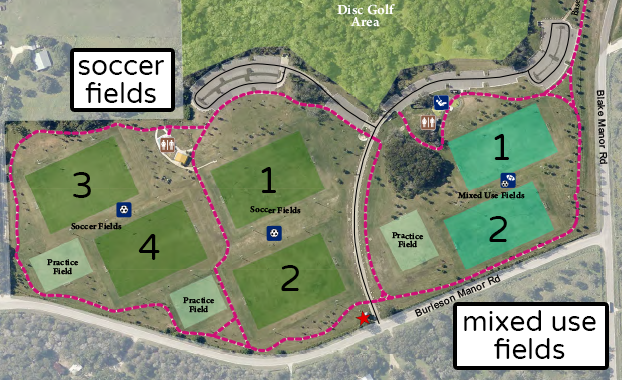 Disc Golf
Area
soccer
fields
Base
Blake Manor Rd
1
1
3
Mixed Use Fields
Soccer Fields
Soccer Fields
2
4
Practice
Field
Practice
Field
2
Practice
Field
Burleson Manor Rd
mixed use
fields